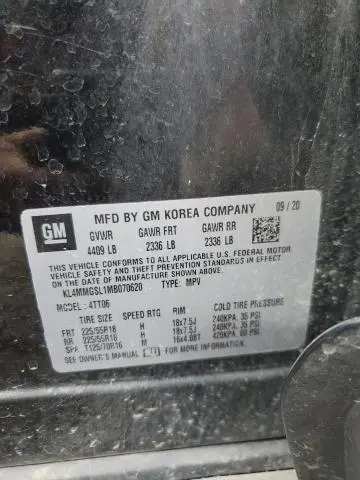 GM
MFD BY GM KOREA COMPANY 09 / 20
GVWR GAWR FRT GAWR RR
4409 LB 2336 LB 2336 LB
THIS VEHICLE CONFORMS TO ALL APPLICABLE U.S. FEDERAL MOTOR
VEHICLE SAFETY, BUMPER, AND THEFT PREVENTION STANDARDS IN
EFFECT ON THE DATE OF MANUFACTURE SHOWN ABOVE.
KL4MMGSL1MB070620 TYPE: MPV
MODEL: 4TT06
TIRE SIZE SPEED RTG RIM COLD TIRE PRESSURE
FRT 225/55R18 H 18x7.5J 240KPA, 35 PSI
RR 225/55R18 H 18x7.5J 240KPA, 35 PSI
SPA T125/70R16 M 16x4.0BT 420KPA, 60 PSI
SEE OWNER'S MANUAL